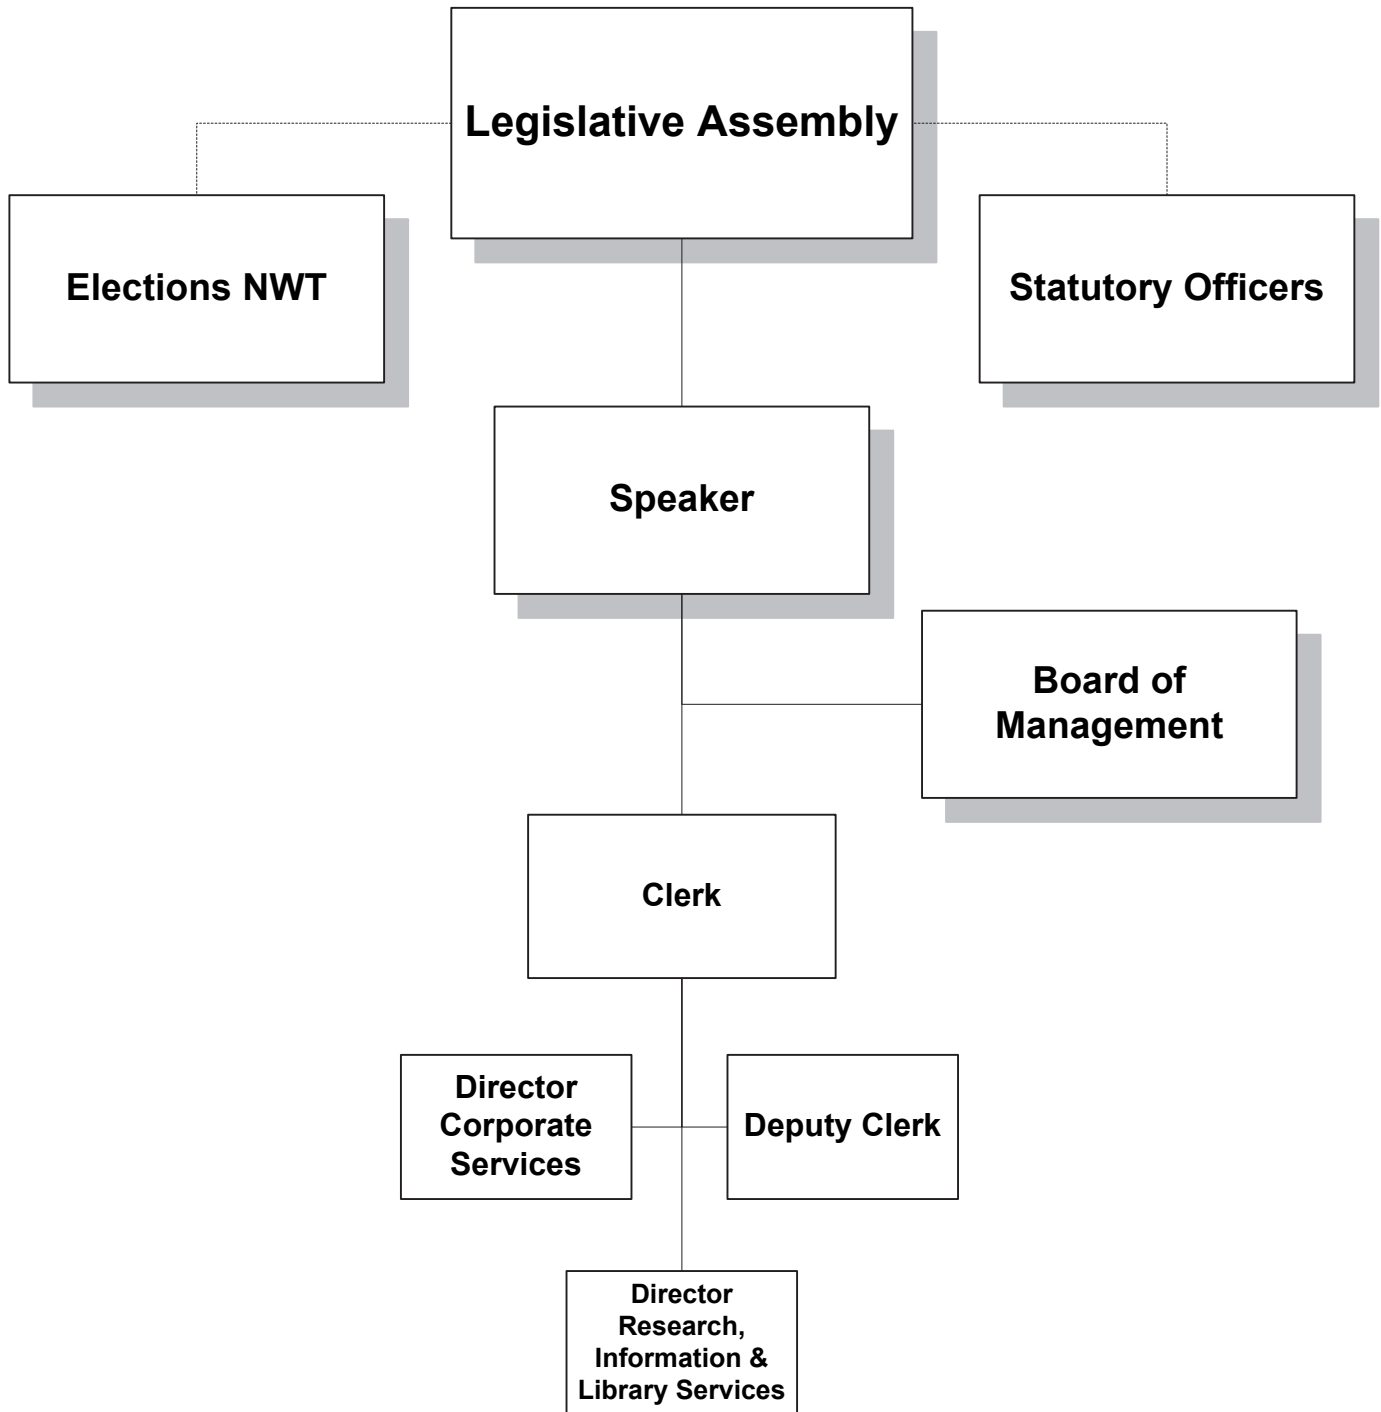 Legislative Assembly
Elections NWT
Statutory Officers
Speaker
Board of
Management
Clerk
Director
Corporate
Services
Deputy Clerk
Director
Research,
Information &
Library Services